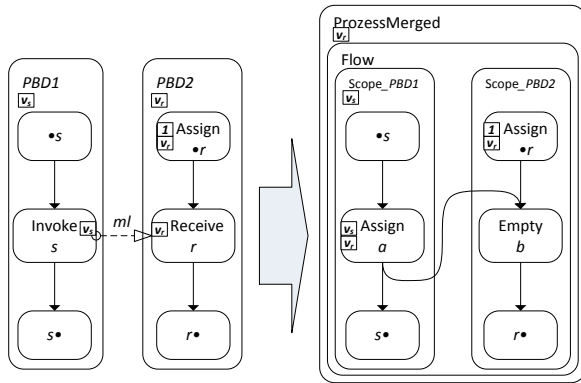 PBD1
vs
•s
Invoke
vs
s
s•
ml
PBD2
vr
1
vr
Assign
•r
vr
Receive
r
r•
ProzessMerged
vr
Flow
Scope_PBD1
vs
•s
vs
vr
Assign
a
s•
Scope_PBD2
1
vr
Assign
•r
Empty
b
r•